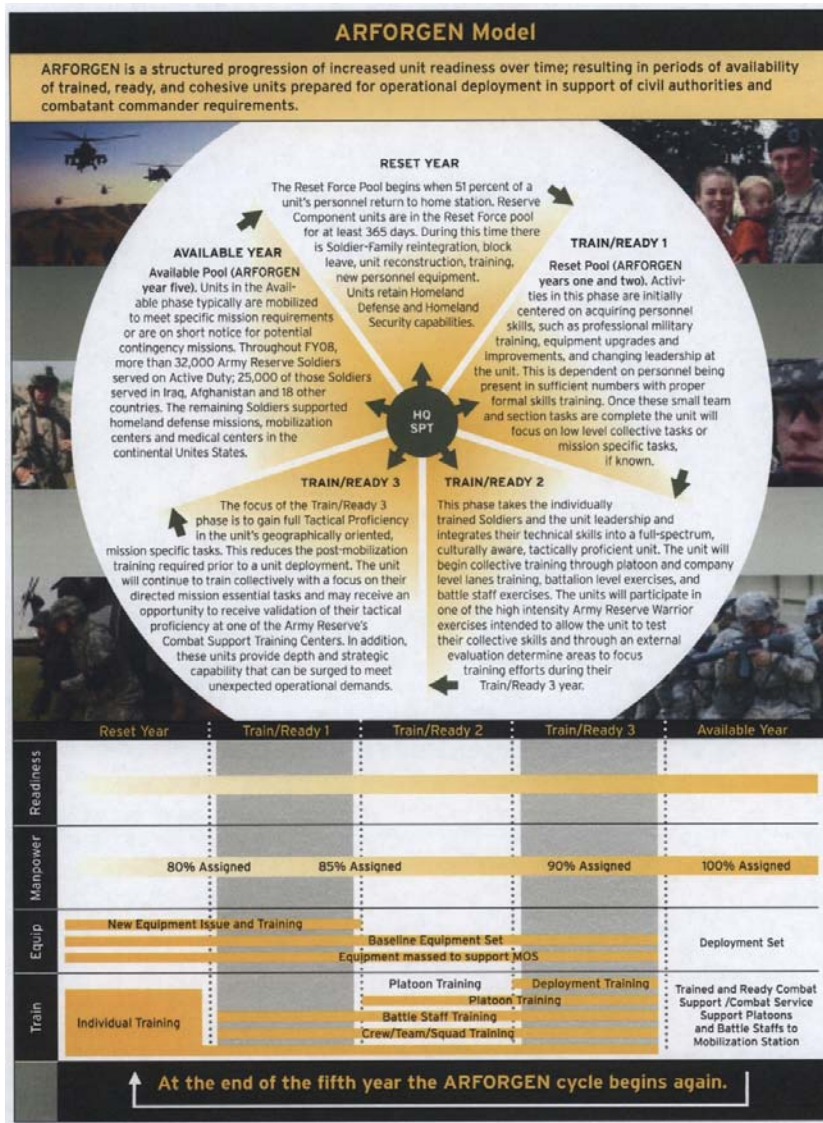 ARFORGEN Model
ARFORGEN is a structured progression of increased unit readiness over time; resulting in periods of availability
of trained, ready, and cohesive units prepared for operational deployment in support of civil authorities and
combatant commander requirements.
RESET YEAR
The Reset Force Pool begins when 51 percent of a
unit's personnel return to home station. Reserve
Component units are in the Reset Force pool
for at least 365 days. During this time there
is Soldier-Family reintegration, block
leave, unit reconstruction, training,
new personnel equipment.
Units retain Homeland
Defense and Homeland
Security capabilities.
TRAIN/READY 1
Reset Pool (ARFORGEN
years one and two). Activi-
ties in this phase are initially
centered on acquiring personnel
skills, such as professional military
training, equipment upgrades and
improvements, and changing leadership at
the unit. This is dependent on personnel being
present in sufficient numbers with proper
formal skills training. Once these small team
and section tasks are complete the unit will
focus on low level collective tasks or
mission specific tasks,
if known.
TRAIN/READY 2
This phase takes the individually
trained Soldiers and the unit leadership and
integrates their technical skills into a full-spectrum,
culturally aware, tactically proficient unit. The unit will
begin collective training through platoon and company
level lanes training, battalion level exercises, and
battle staff exercises. The units will participate in
one of the high intensity Army Reserve Warrior
exercises intended to allow the unit to test
their collective skills and through an external
evaluation determine areas to focus
training efforts during their
Train/Ready 3 year.
TRAIN/READY 3
The focus of the Train/Ready 3
phase is to gain full Tactical Proficiency
in the unit's geographically oriented,
mission specific tasks. This reduces the post-mobilization
training required prior to a unit deployment. The unit
will continue to train collectively with a focus on their
directed mission essential tasks and may receive an
opportunity to receive validation of their tactical
proficiency at one of the Army Reserve's
Combat Support Training Centers. In addition,
these units provide depth and strategic
capability that can be surged to meet
unexpected operational demands.
AVAILABLE YEAR
Available Pool (ARFORGEN
year five). Units in the Avail-
able phase typically are mobilized
to meet specific mission requirements
or are on short notice for potential
contingency missions. Throughout FY08,
more than 32,000 Army Reserve Soldiers
served on Active Duty; 25,000 of those Soldiers
served in Iraq, Afghanistan and 18 other
countries. The remaining Soldiers supported
homeland defense missions, mobilization
centers and medical centers in the
continental Unites States.
HQ
SPT
Reset Year Train/Ready 1 Train/Ready 2 Train/Ready 3 Available Year
Readiness
Manpower
80% Assigned 85% Assigned 90% Assigned 100% Assigned
Equip
New Equipment Issue and Training
Baseline Equipment Set
Equipment massed to support MOS
Deployment Set
Train
Individual Training
Platoon Training Deployment Training
Platoon Training
Battle Staff Training
Crew/Team/Squad Training
Trained and Ready Combat
Support /Combat Service
Support Platoons
and Battle Staffs to
Mobilization Station
At the end of the fifth year the ARFORGEN cycle begins again.